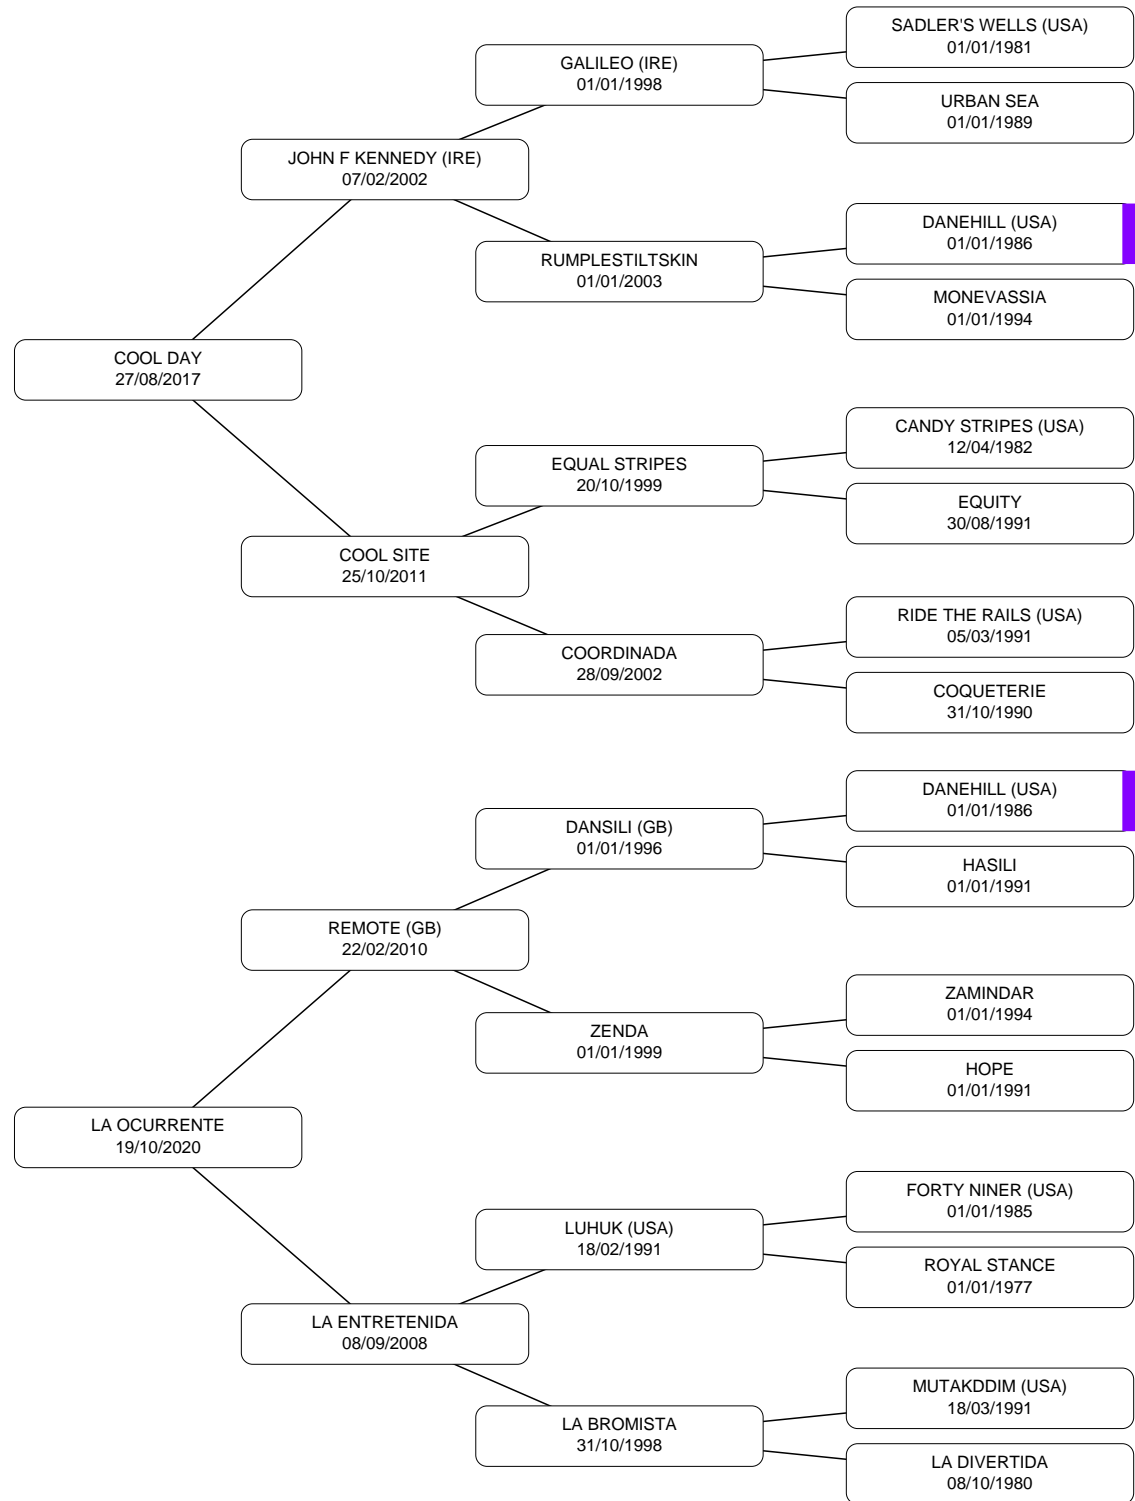 SADLER'S WELLS (USA)
01/01/1981
GALILEO (IRE)
01/01/1998
URBAN SEA
01/01/1989
JOHN F KENNEDY (IRE)
07/02/2002
DANEHILL (USA)
01/01/1986
RUMPLESTILTSKIN
01/01/2003
MONEVASSIA
01/01/1994
COOL DAY
27/08/2017
CANDY STRIPES (USA)
12/04/1982
EQUAL STRIPES
20/10/1999
EQUITY
30/08/1991
COOL SITE
25/10/2011
RIDE THE RAILS (USA)
05/03/1991
COORDINADA
28/09/2002
COQUETERIE
31/10/1990
DANEHILL (USA)
01/01/1986
DANSILI (GB)
01/01/1996
HASILI
01/01/1991
REMOTE (GB)
22/02/2010
ZAMINDAR
01/01/1994
ZENDA
01/01/1999
HOPE
01/01/1991
LA OCURRENTE
19/10/2020
FORTY NINER (USA)
01/01/1985
LUHUK (USA)
18/02/1991
ROYAL STANCE
01/01/1977
LA ENTRETENIDA
08/09/2008
MUTAKDDIM (USA)
18/03/1991
LA BROMISTA
31/10/1998
LA DIVERTIDA
08/10/1980